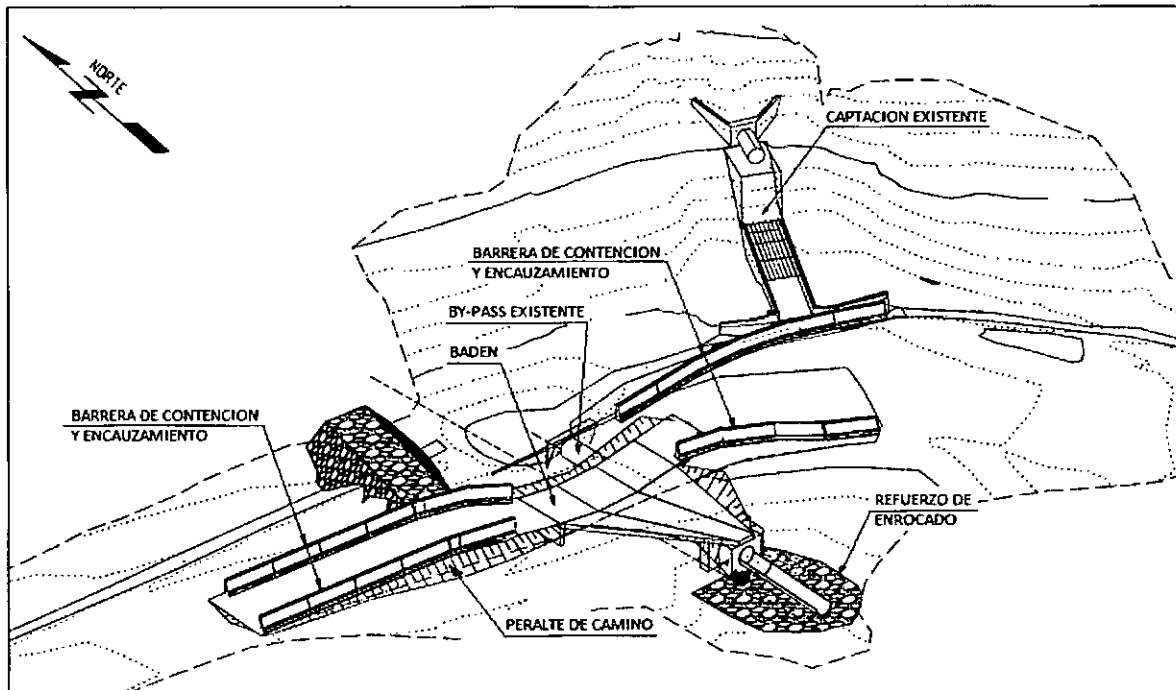 NORTE
CAPTACION EXISTENTE
BARRERA DE CONTENCION
Y ENCAUZAMIENTO
BY-PASS EXISTENTE
BADEN
BARRERA DE CONTENCION
Y ENCAUZAMIENTO
REFUERZO DE
ENROCADO
PERALTE DE CAMINO